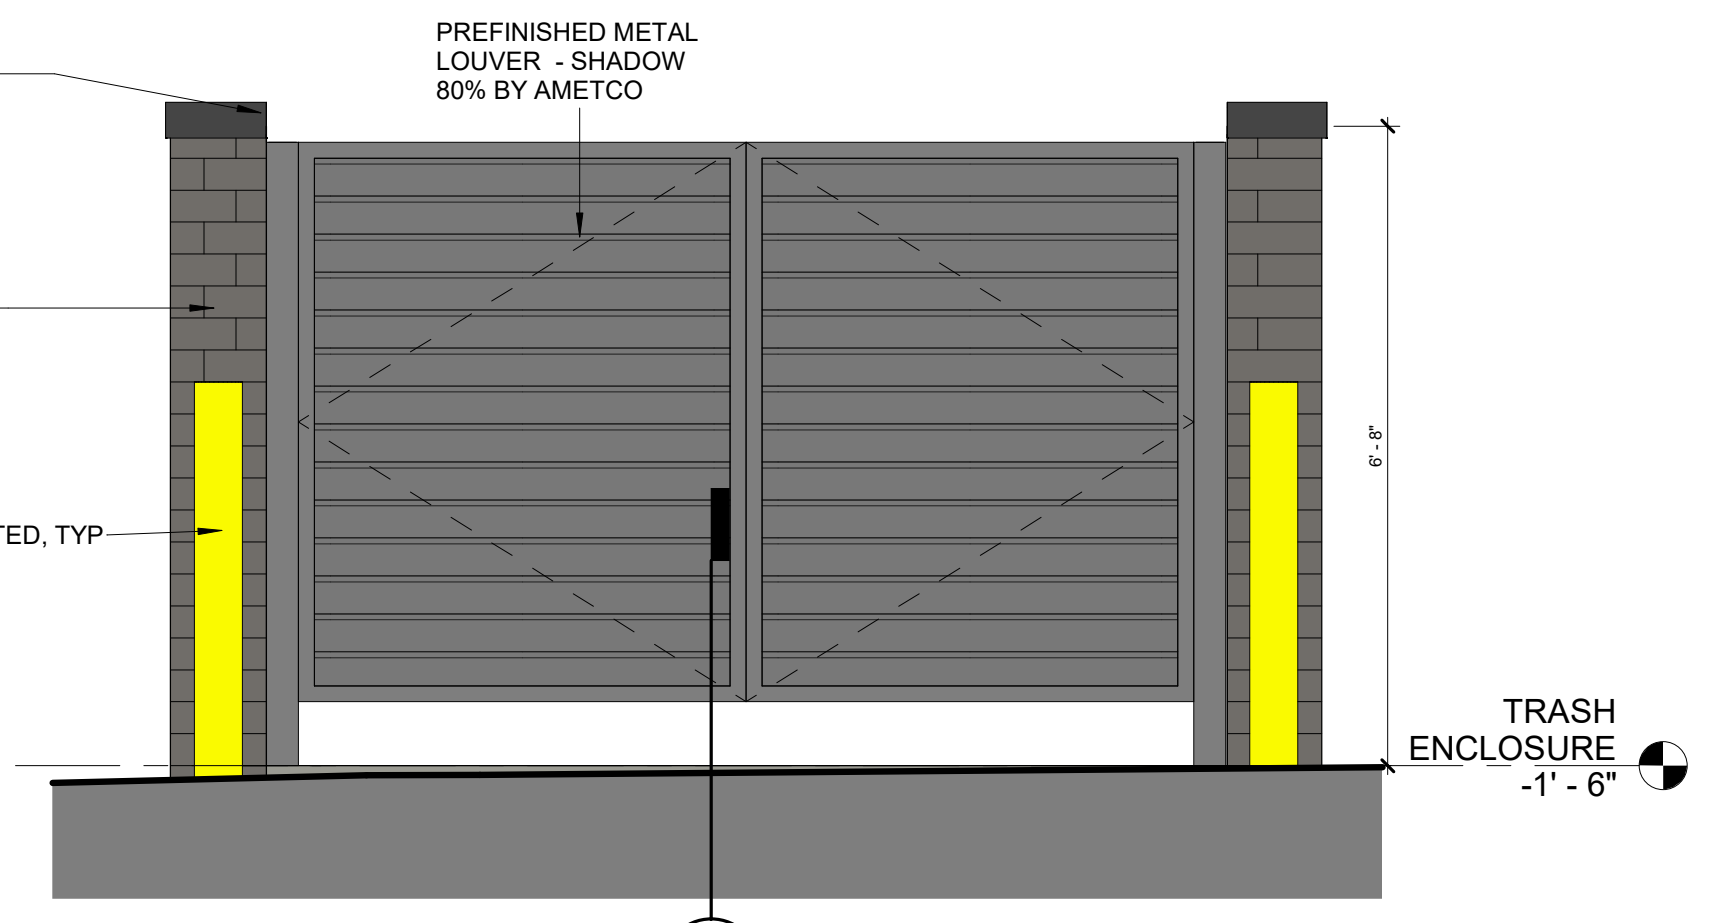 PREFINISHED METAL
LOUVER - SHADOW
80% BY AMETCO
6' - 8"
TED, TYP
TRASH
ENCLOSURE
-1' - 6"